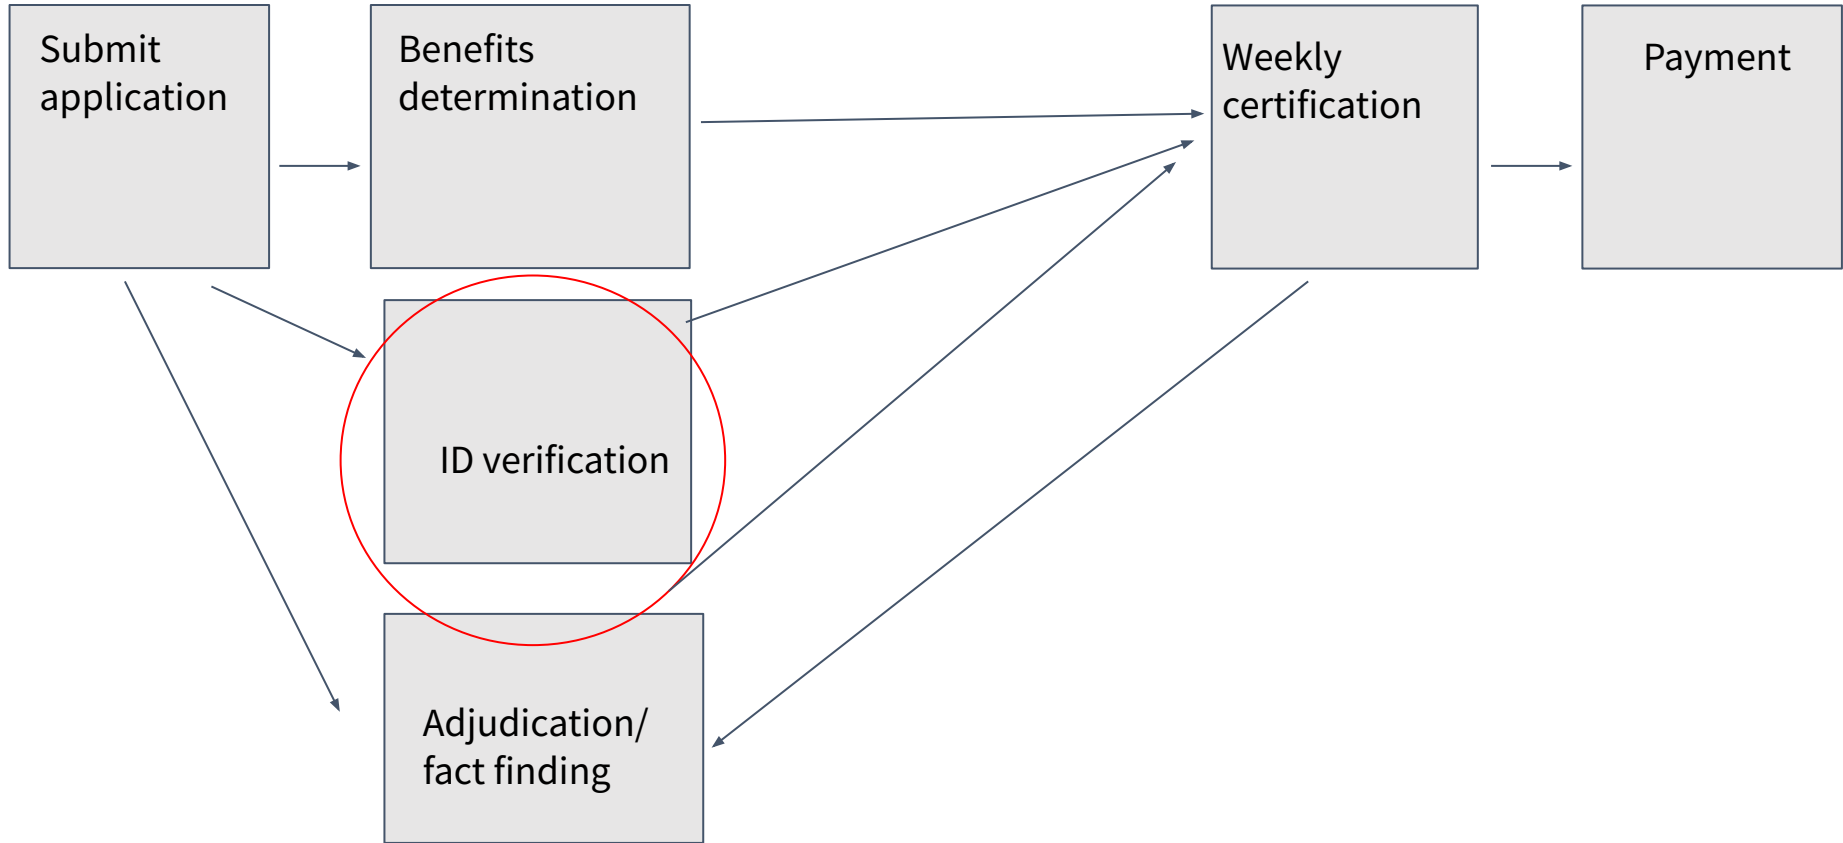 Submit
application
Benefits
determination
Weekly
certification
Payment
ID verification
Adjudication/
fact finding